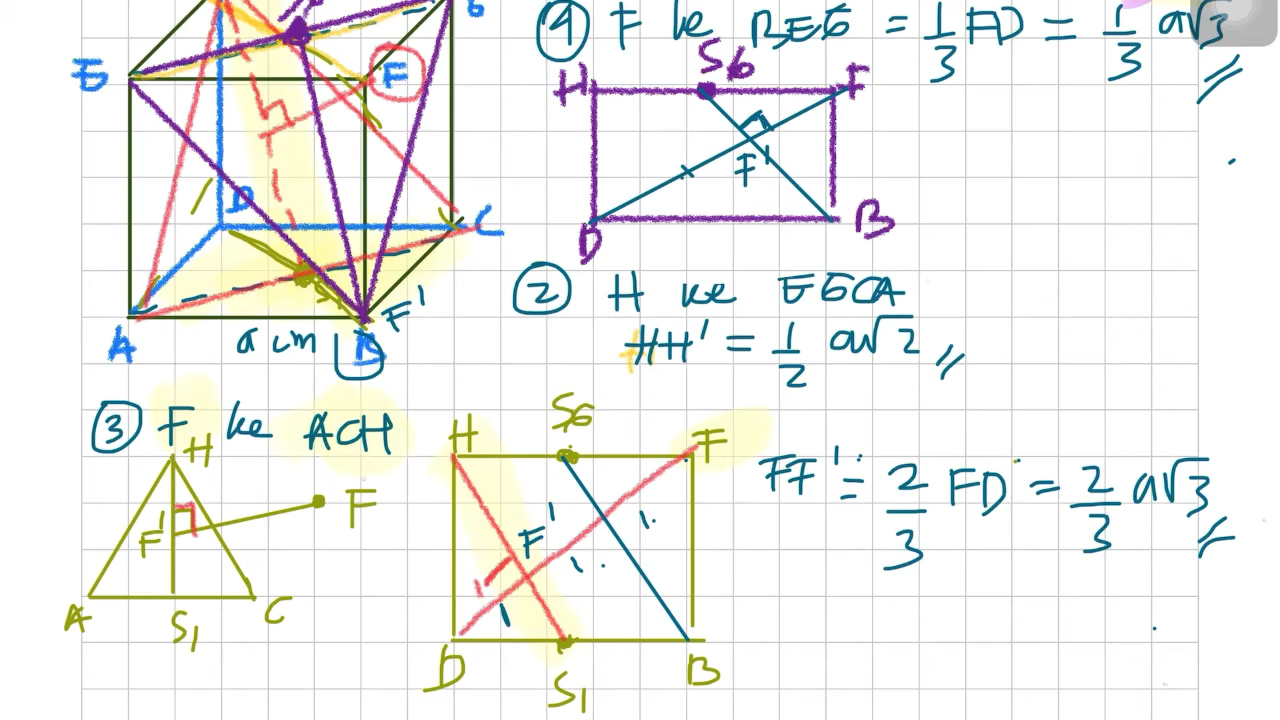 ④ F ke BEG = 1/3 FD = 1/3 a√3
E
F
H
S6
F
D
C
F'
D
B
A
a cm
B
② H ke EGCA
HH' = 1/2 a√2
③ F ke ACH
H
F'
F
A
S1
C
H
S6
F
F'
D
S1
B
FF' = 2/3 FD = 2/3 a√3